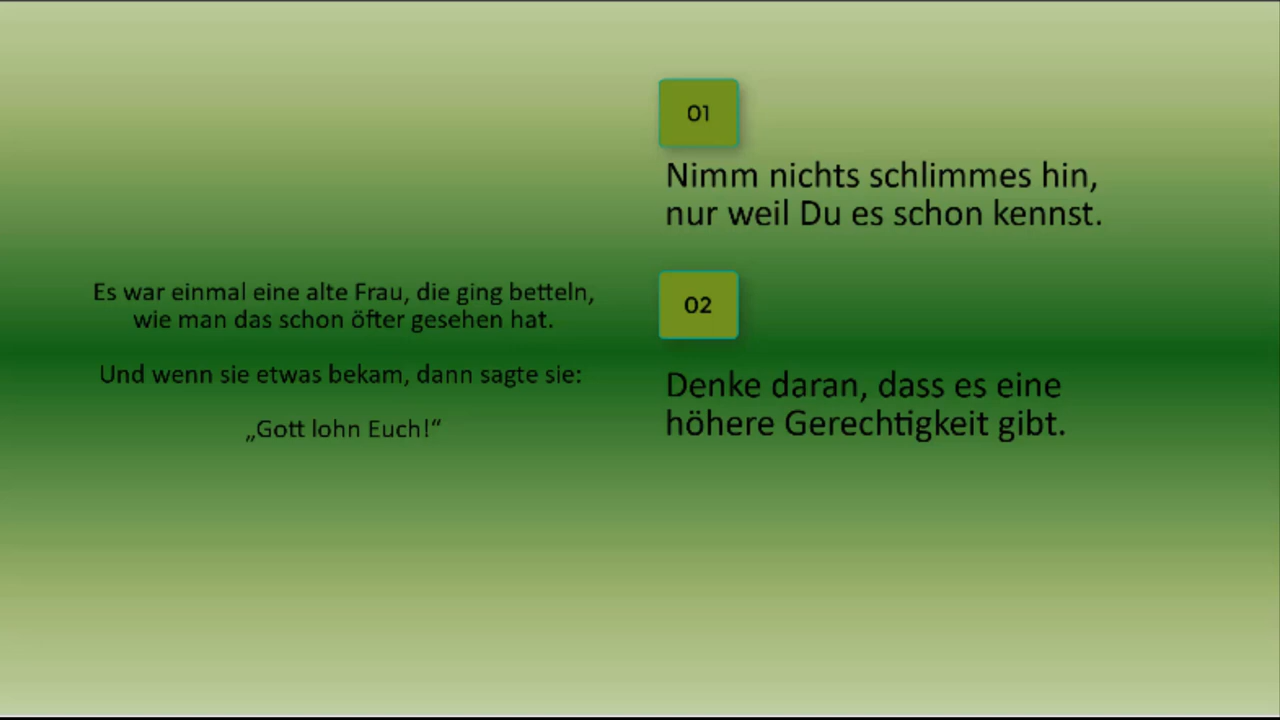 Es war einmal eine alte Frau, die ging betteln,
wie man das schon öfter gesehen hat.
Und wenn sie etwas bekam, dann sagte sie:
„Gott lohn Euch!“
01
Nimm nichts schlimmes hin,
nur weil Du es schon kennst.
02
Denke daran, dass es eine
höhere Gerechtigkeit gibt.